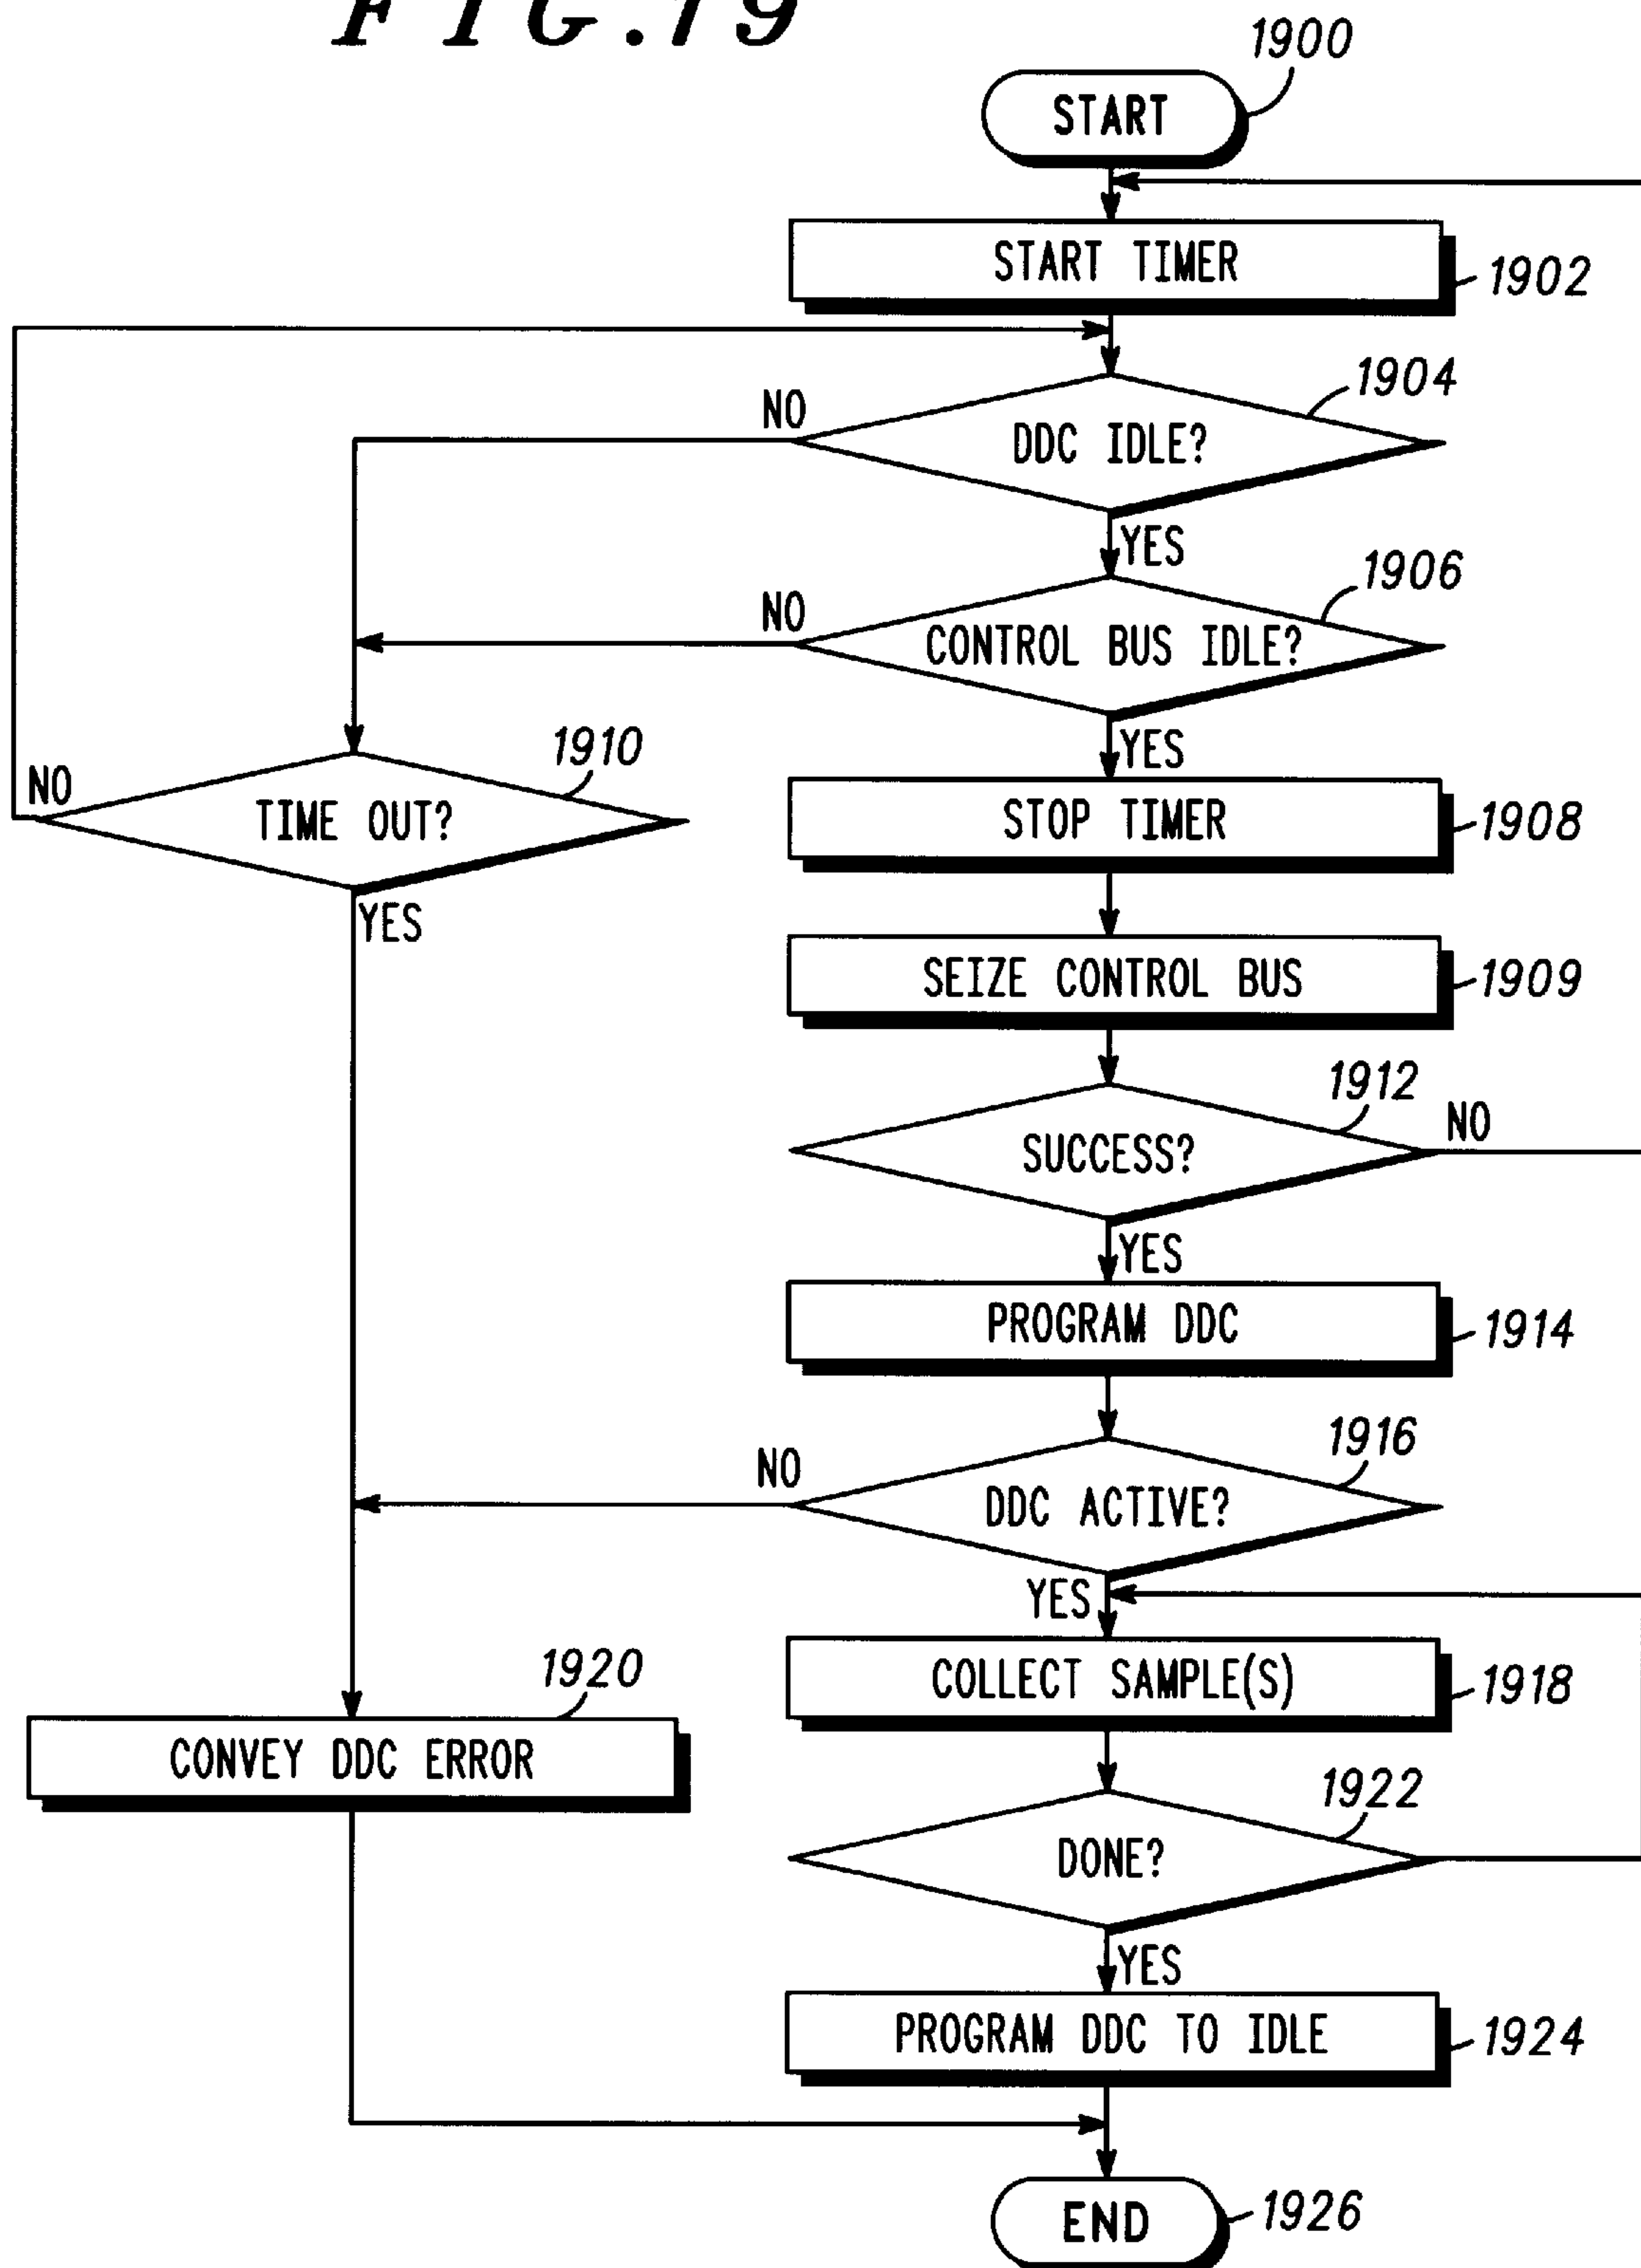 FIG.19
1900
START
START TIMER
1902
1904
NO
DDC IDLE?
YES
1906
NO
CONTROL BUS IDLE?
YES
1910
NO
TIME OUT?
YES
STOP TIMER
1908
SEIZE CONTROL BUS
1909
1912
NO
SUCCESS?
YES
PROGRAM DDC
1914
1916
NO
DDC ACTIVE?
YES
COLLECT SAMPLE(S)
1918
1920
CONVEY DDC ERROR
1922
DONE?
YES
PROGRAM DDC TO IDLE
1924
END
1926